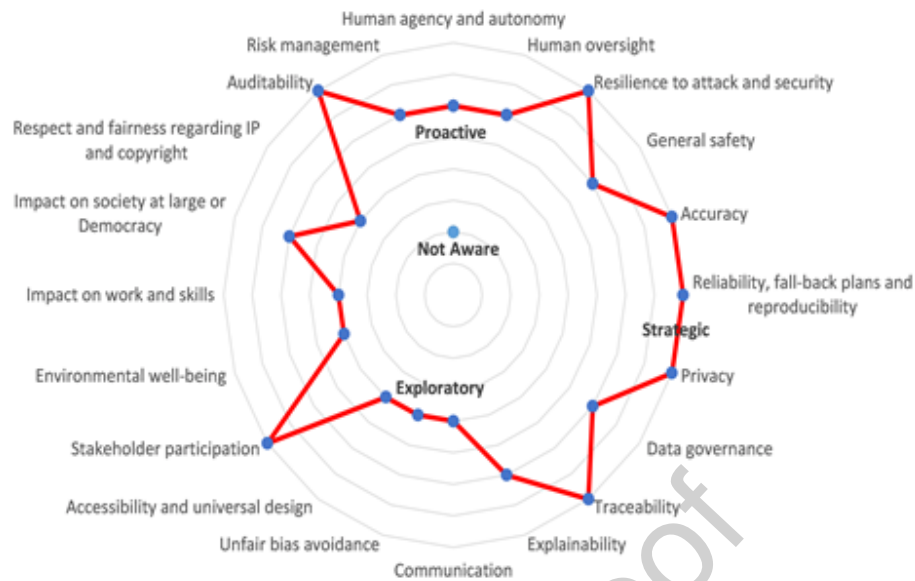 Human agency and autonomy
Risk management
Human oversight
Auditability
Resilience to attack and security
Respect and fairness regarding IP
and copyright
Proactive
General safety
Impact on society at large or
Democracy
Accuracy
Not Aware
Impact on work and skills
Reliability, fall-back plans and
reproducibility
Strategic
Environmental well-being
Exploratory
Privacy
Stakeholder participation
Data governance
Accessibility and universal design
Traceability
Unfair bias avoidance
Explainability
Communication